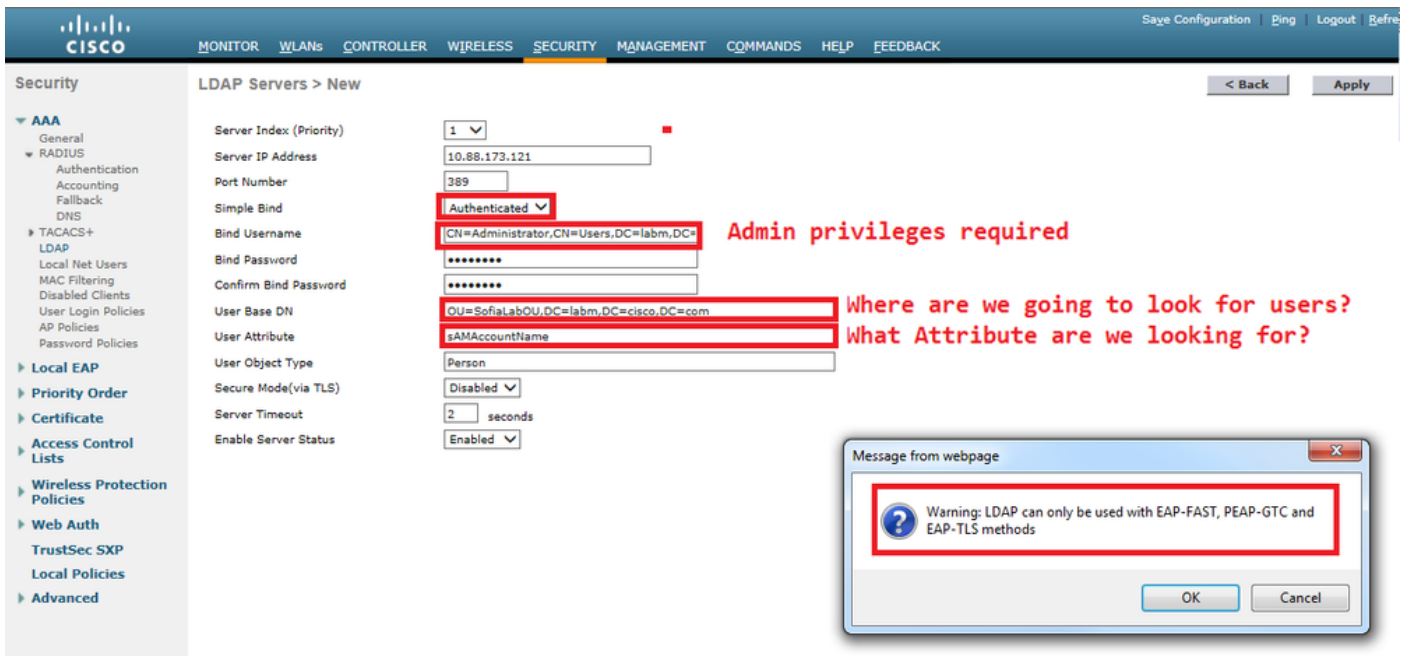 Save Configuration | Ping | Logout | Refre
CISCO
MONITOR WLANs CONTROLLER WIRELESS SECURITY MANAGEMENT COMMANDS HELP FEEDBACK
Security
AAA
General
RADIUS
Authentication
Accounting
Fallback
DNS
TACACS+
LDAP
Local Net Users
MAC Filtering
Disabled Clients
User Login Policies
AP Policies
Password Policies
Local EAP
Priority Order
Certificate
Access Control
Lists
Wireless Protection
Policies
Web Auth
TrustSec SXP
Local Policies
Advanced
LDAP Servers > New
< Back
Apply
Server Index (Priority) 1
Server IP Address 10.88.173.121
Port Number 389
Simple Bind Authenticated
Bind Username CN=Administrator,CN=Users,DC=labm,DC= Admin privileges required
Bind Password ••••••••
Confirm Bind Password ••••••••
User Base DN OU=SofiaLabOU,DC=labm,DC=cisco,DC=com Where are we going to look for users?
User Attribute sAMAccountName What Attribute are we looking for?
User Object Type Person
Secure Mode(via TLS) Disabled
Server Timeout 2 seconds
Enable Server Status Enabled
Message from webpage
x
? Warning: LDAP can only be used with EAP-FAST, PEAP-GTC and
EAP-TLS methods
OK Cancel